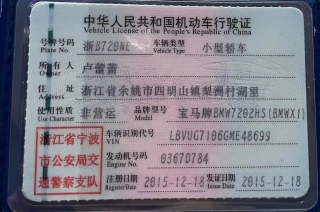 中华人民共和国机动车行驶证
Vehicle License of the People's Republic of China
号牌号码 浙B720NE 车辆类型 小型轿车
Plate No. Vehicle Type
所有人 卢蕾蕾
Owner
住址 浙江省余姚市四明山镇梨洲村湖里
Address
使用性质 非营运 品牌型号 宝马牌BMW7202HS(BMWX1)
Use Character Model
浙江省宁波 车辆识别代号 LBVUG7106GME48699
VIN
市公安局交 发动机号码 03670784
Engine No.
通警察支队 注册日期 2015-12-18 发证日期 2015-12-18
Register Date Issue Date